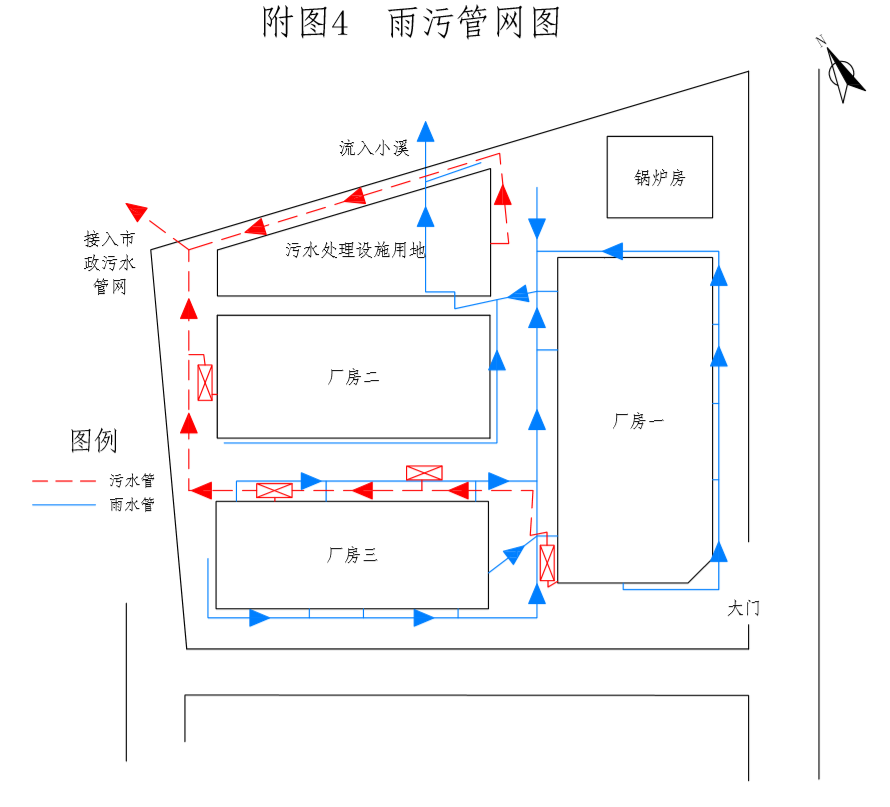 附图4 雨污管网图
N
流入小溪
锅炉房
接入市
政污水
管网
污水处理设施用地
厂房二
厂房一
图例
污水管
雨水管
厂房三
大门